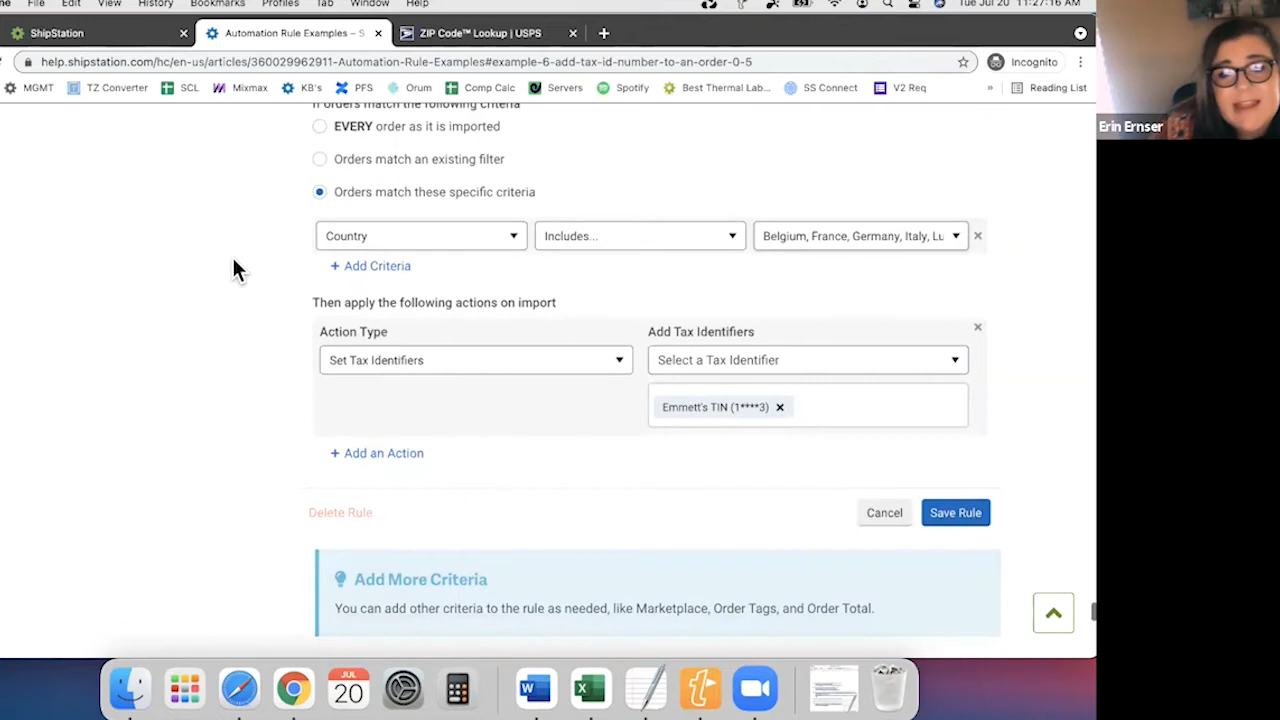 File Edit View History Bookmarks Profiles Tab Window Help Tue Jul 20 11:27:16 AM
ShipStation Automation Rule Examples – S ZIP Code™ Lookup | USPS
help.shipstation.com/hc/en-us/articles/360029962911-Automation-Rule-Examples#example-6-add-tax-id-number-to-an-order-0-5 Incognito
MGMT TZ Converter SCL Mixmax KB's PFS Orum Comp Calc Servers Spotify Best Thermal Lab... SS Connect V2 Req » Reading List
If orders match the following criteria
EVERY order as it is imported
Erin Ernser
Orders match an existing filter
Orders match these specific criteria
Country Includes... Belgium, France, Germany, Italy, Lu
+ Add Criteria
Then apply the following actions on import
Action Type Add Tax Identifiers
Set Tax Identifiers Select a Tax Identifier
Emmett's TIN (1****3)
+ Add an Action
Delete Rule Cancel Save Rule
Add More Criteria
You can add other criteria to the rule as needed, like Marketplace, Order Tags, and Order Total.
JUL
20